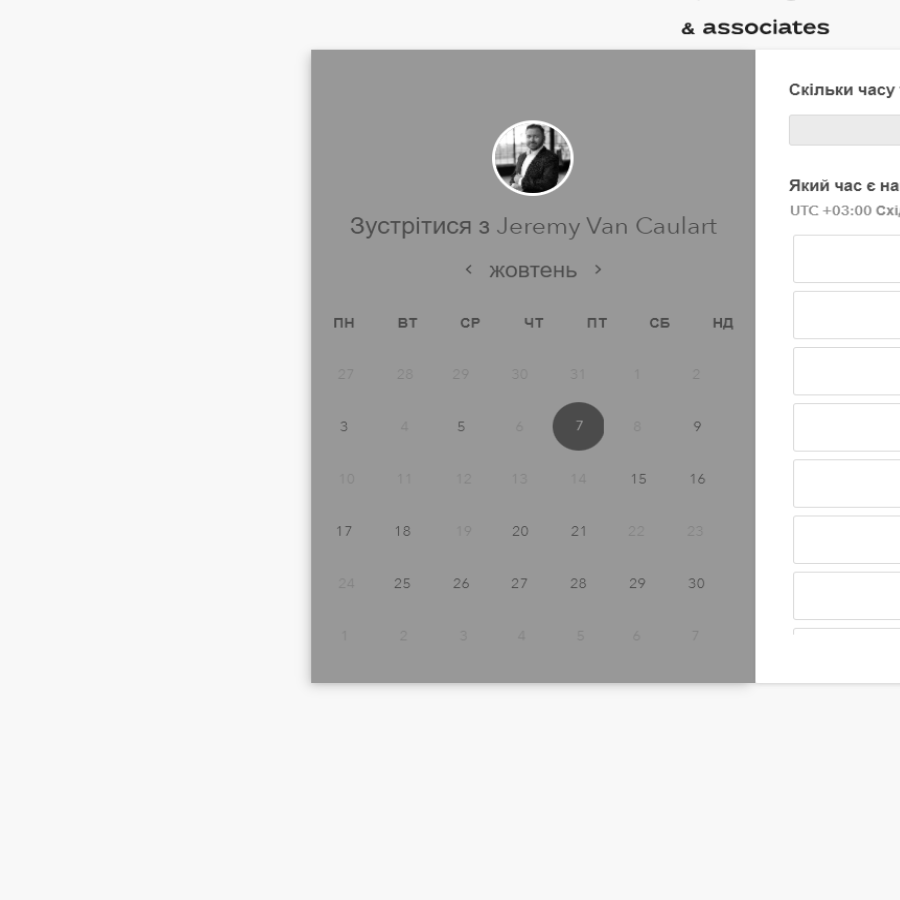 & associates
Зустрітися з Jeremy Van Caulart
жовтень
ПН ВТ СР ЧТ ПТ СБ НД
27 28 29 30 31 1 2
3 4 5 6 7 8 9
10 11 12 13 14 15 16
17 18 19 20 21 22 23
24 25 26 27 28 29 30
1 2 3 4 5 6 7
Скільки часу
Який час є на
UTC +03:00 Схі